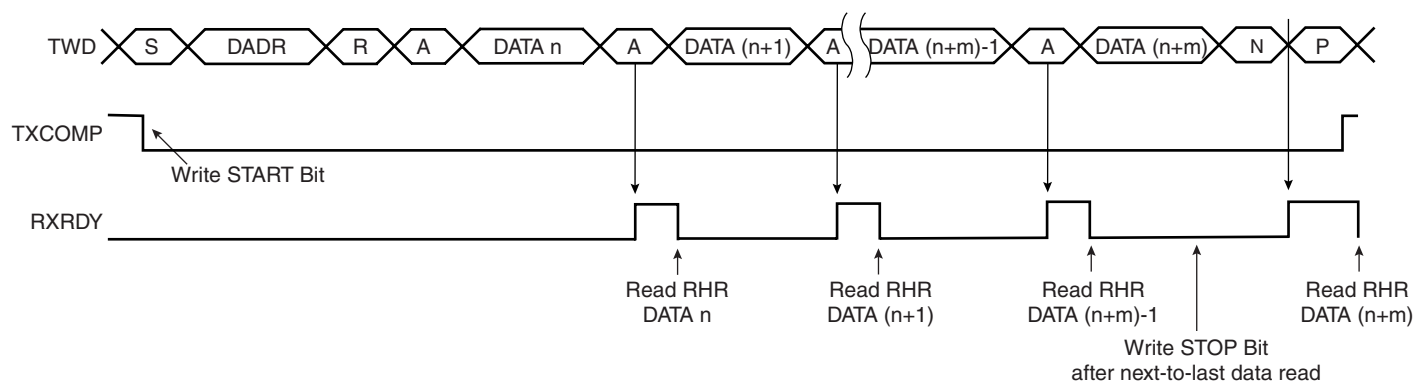 TWD S DADR R A DATA n A DATA (n+1) A DATA (n+m)-1 A DATA (n+m) N P
TXCOMP
Write START Bit
RXRDY
Read RHR Read RHR Read RHR Read RHR
DATA n DATA (n+1) DATA (n+m)-1 DATA (n+m)
Write STOP Bit
after next-to-last data read